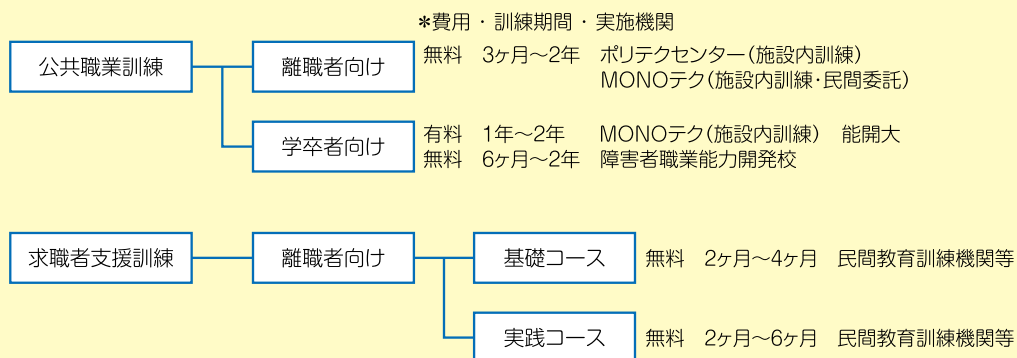 *費用・訓練期間・実施機関
公共職業訓練
離職者向け
無料 3ヶ月~2年 ポリテクセンター(施設内訓練)
MONOテク(施設内訓練・民間委託)
学卒者向け
有料 1年~2年 MONOテク(施設内訓練) 能開大
無料 6ヶ月~2年 障害者職業能力開発校
求職者支援訓練
離職者向け
基礎コース
無料 2ヶ月~4ヶ月 民間教育訓練機関等
実践コース
無料 2ヶ月~6ヶ月 民間教育訓練機関等